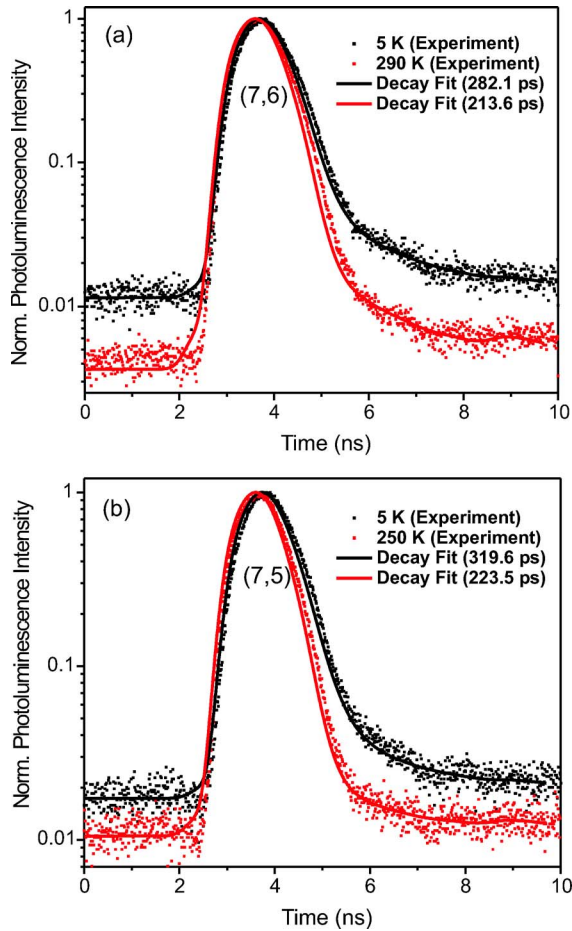 (a)
5 K (Experiment)
290 K (Experiment)
Decay Fit (282.1 ps)
Decay Fit (213.6 ps)
(7,6)
Norm. Photoluminescence Intensity
1
0.1
0.01
0 2 4 6 8 10
Time (ns)
(b)
5 K (Experiment)
250 K (Experiment)
Decay Fit (319.6 ps)
Decay Fit (223.5 ps)
(7,5)
Norm. Photoluminescence Intensity
1
0.1
0.01
0 2 4 6 8 10
Time (ns)